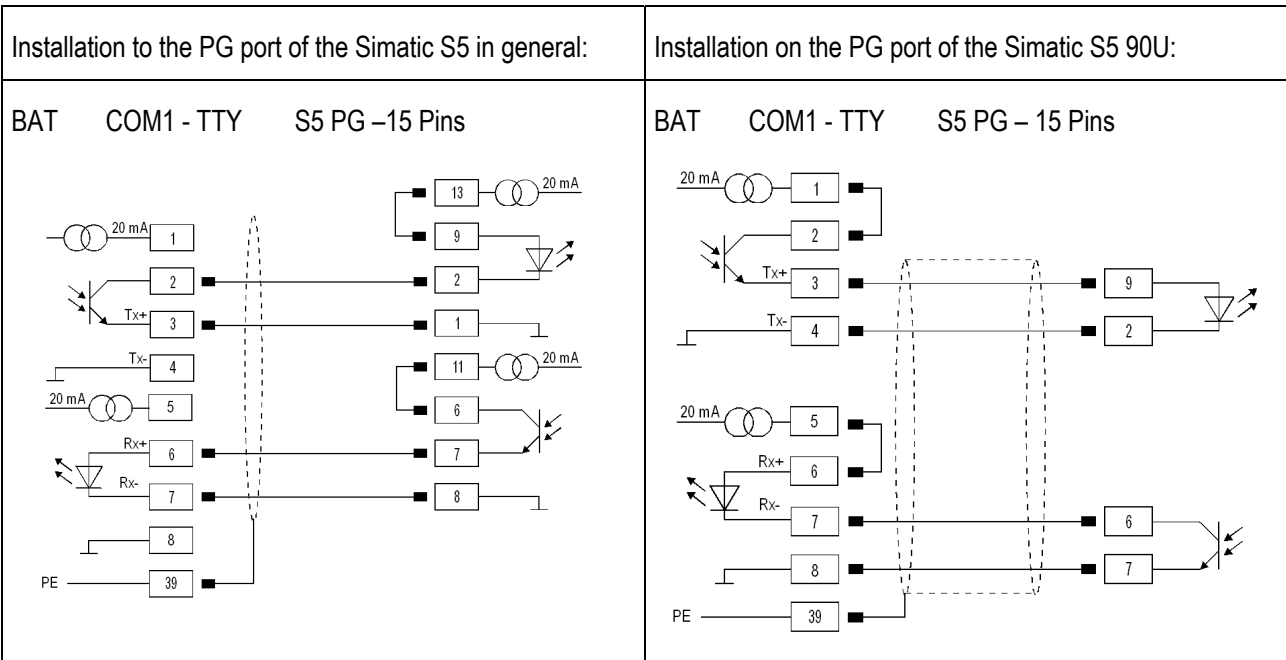 Installation to the PG port of the Simatic S5 in general:
BAT COM1 - TTY S5 PG –15 Pins
13 20 mA
20 mA 1
9
2 2
Tx+ 3 1
Tx- 4
11 20 mA
20 mA 5
6
Rx+ 6 7
Rx- 7 8
8
PE 39
Installation on the PG port of the Simatic S5 90U:
BAT COM1 - TTY S5 PG – 15 Pins
20 mA 1
2
Tx+ 3 9
Tx- 4 2
20 mA 5
Rx+ 6
Rx- 7 6
8 7
PE 39